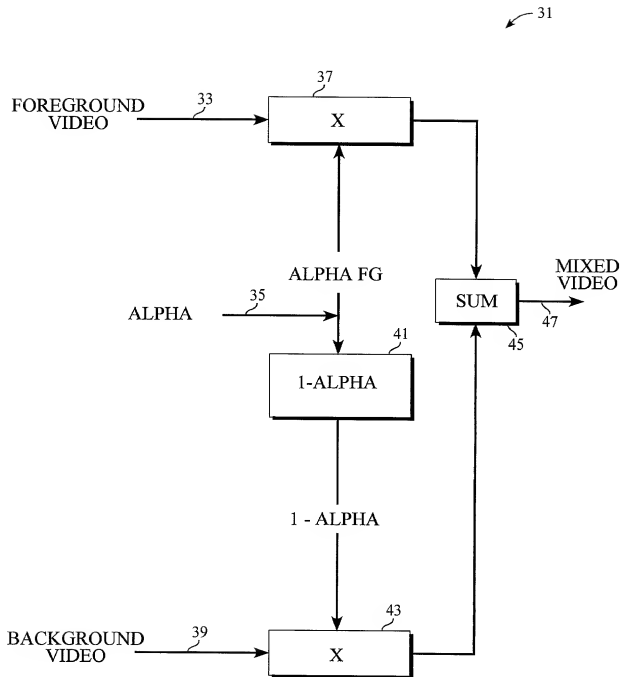 31
37
FOREGROUND
VIDEO
33
X
ALPHA FG
MIXED
VIDEO
ALPHA
35
SUM
47
45
41
1-ALPHA
1 - ALPHA
43
BACKGROUND
VIDEO
39
X